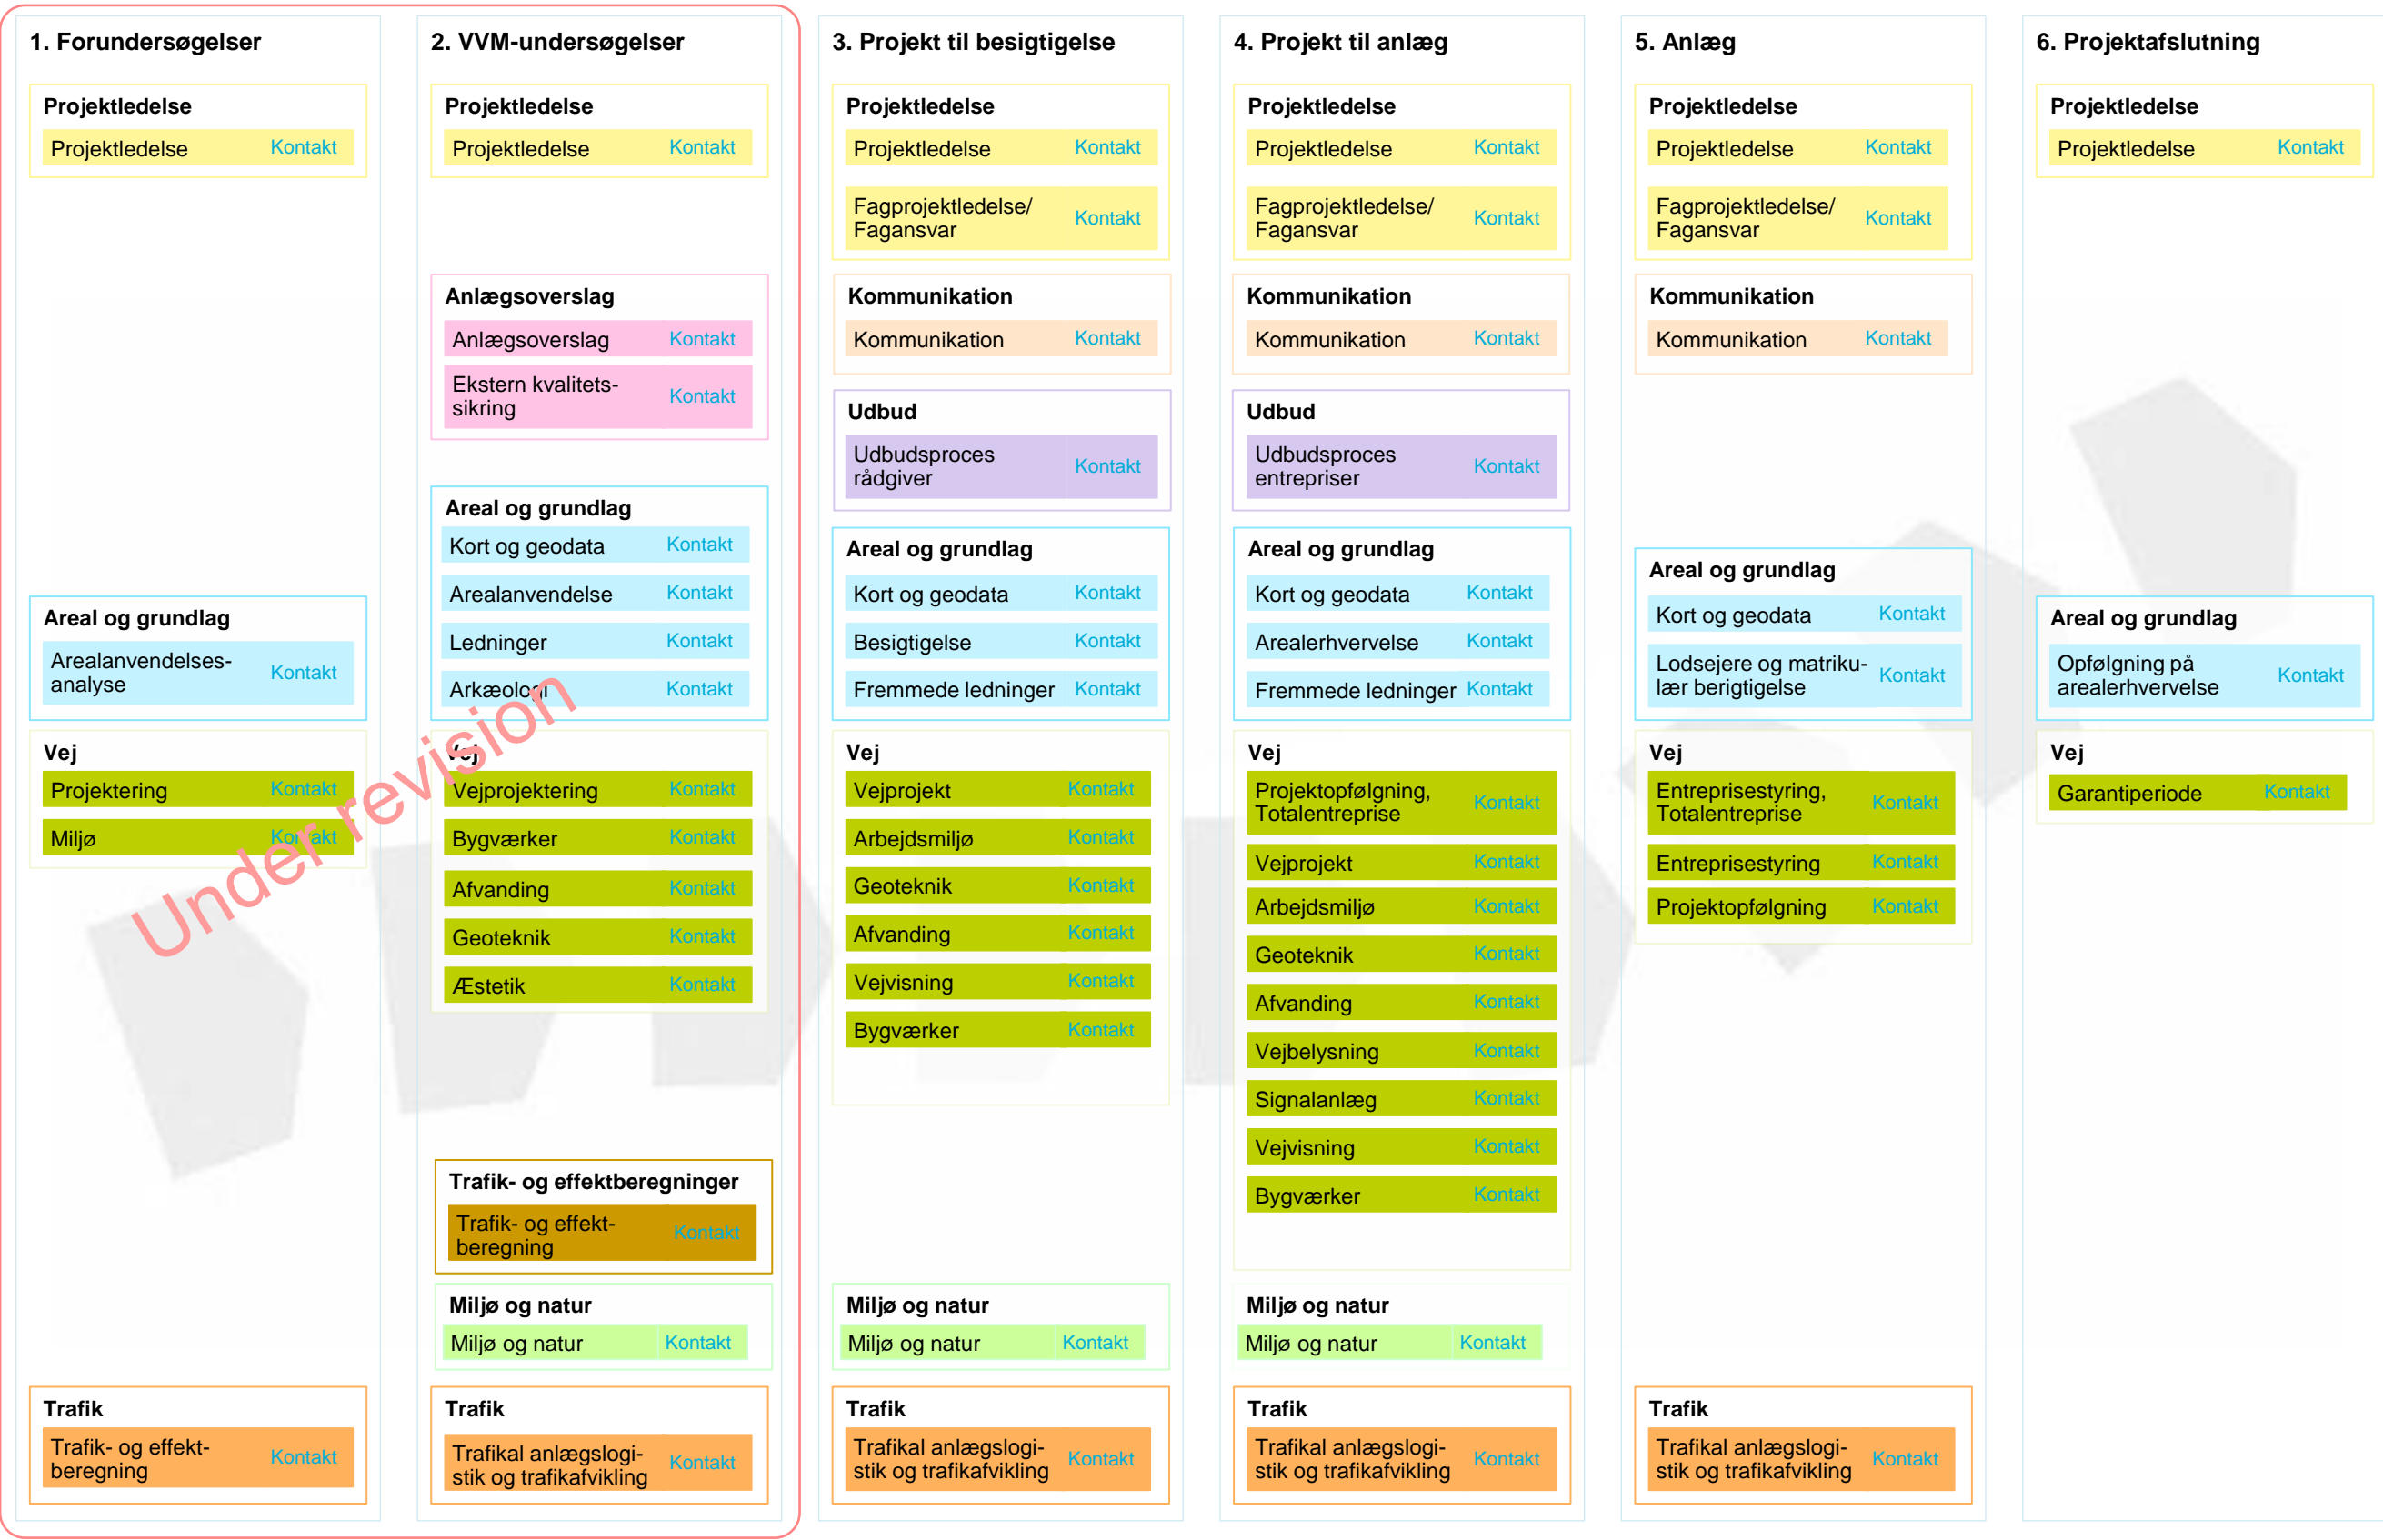 1. Forundersøgelser
Projektledelse
Projektledelse Kontakt
Areal og grundlag
Arealanvendelses-
analyse Kontakt
Vej
Projektering Kontakt
Miljø Kontakt
Trafik
Trafik- og effekt-
beregning Kontakt
2. VVM-undersøgelser
Projektledelse
Projektledelse Kontakt
Anlægsoverslag
Anlægsoverslag Kontakt
Ekstern kvalitets-
sikring Kontakt
Areal og grundlag
Kort og geodata Kontakt
Arealanvendelse Kontakt
Ledninger Kontakt
Arkæologi Kontakt
Vej
Vejprojektering Kontakt
Bygværker Kontakt
Afvanding Kontakt
Geoteknik Kontakt
Æstetik Kontakt
Trafik- og effektberegninger
Trafik- og effekt-
beregning Kontakt
Miljø og natur
Miljø og natur Kontakt
Trafik
Trafikal anlægslogi-
stik og trafikafvikling Kontakt
Under revision
3. Projekt til besigtigelse
Projektledelse
Projektledelse Kontakt
Fagprojektledelse/
Fagansvar Kontakt
Kommunikation
Kommunikation Kontakt
Udbud
Udbudsproces
rådgiver Kontakt
Areal og grundlag
Kort og geodata Kontakt
Besigtigelse Kontakt
Fremmede ledninger Kontakt
Vej
Vejprojekt Kontakt
Arbejdsmiljø Kontakt
Geoteknik Kontakt
Afvanding Kontakt
Vejvisning Kontakt
Bygværker Kontakt
Miljø og natur
Miljø og natur Kontakt
Trafik
Trafikal anlægslogi-
stik og trafikafvikling Kontakt
4. Projekt til anlæg
Projektledelse
Projektledelse Kontakt
Fagprojektledelse/
Fagansvar Kontakt
Kommunikation
Kommunikation Kontakt
Udbud
Udbudsproces
entrepriser Kontakt
Areal og grundlag
Kort og geodata Kontakt
Arealerhvervelse Kontakt
Fremmede ledninger Kontakt
Vej
Projektopfølgning,
Totalentreprise Kontakt
Vejprojekt Kontakt
Arbejdsmiljø Kontakt
Geoteknik Kontakt
Afvanding Kontakt
Vejbelysning Kontakt
Signalanlæg Kontakt
Vejvisning Kontakt
Bygværker Kontakt
Miljø og natur
Miljø og natur Kontakt
Trafik
Trafikal anlægslogi-
stik og trafikafvikling Kontakt
5. Anlæg
Projektledelse
Projektledelse Kontakt
Fagprojektledelse/
Fagansvar Kontakt
Kommunikation
Kommunikation Kontakt
Areal og grundlag
Kort og geodata Kontakt
Lodsejere og matriku-
lær berigtigelse Kontakt
Vej
Entreprisestyring,
Totalentreprise Kontakt
Entreprisestyring Kontakt
Projektopfølgning Kontakt
Trafik
Trafikal anlægslogi-
stik og trafikafvikling Kontakt
6. Projektafslutning
Projektledelse
Projektledelse Kontakt
Areal og grundlag
Opfølgning på
arealerhvervelse Kontakt
Vej
Garantiperiode Kontakt